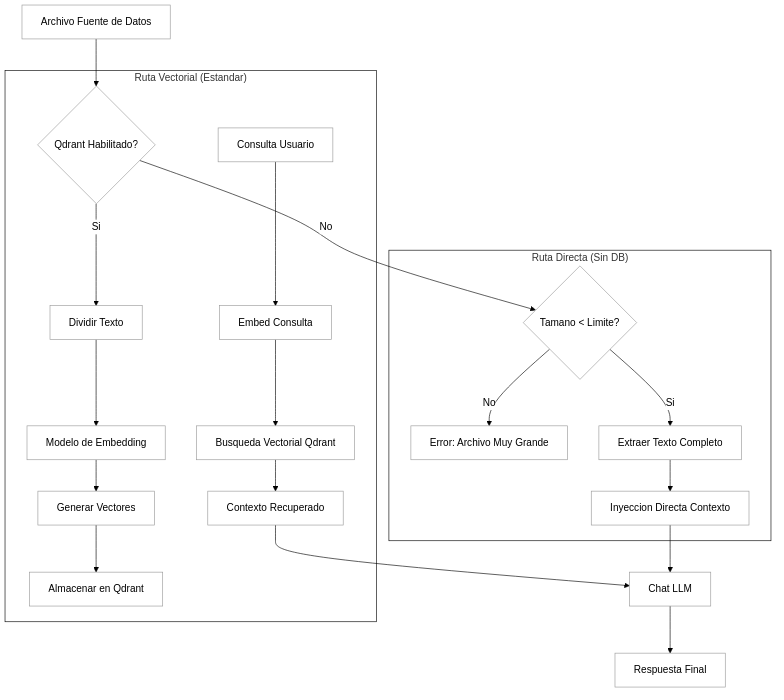 Archivo Fuente de Datos
Ruta Vectorial (Estandar)
Qdrant Habilitado?
Consulta Usuario
Si
No
Ruta Directa (Sin DB)
Dividir Texto
Embed Consulta
Tamano < Limite?
No
Si
Modelo de Embedding
Busqueda Vectorial Qdrant
Error: Archivo Muy Grande
Extraer Texto Completo
Generar Vectores
Contexto Recuperado
Inyeccion Directa Contexto
Almacenar en Qdrant
Chat LLM
Respuesta Final